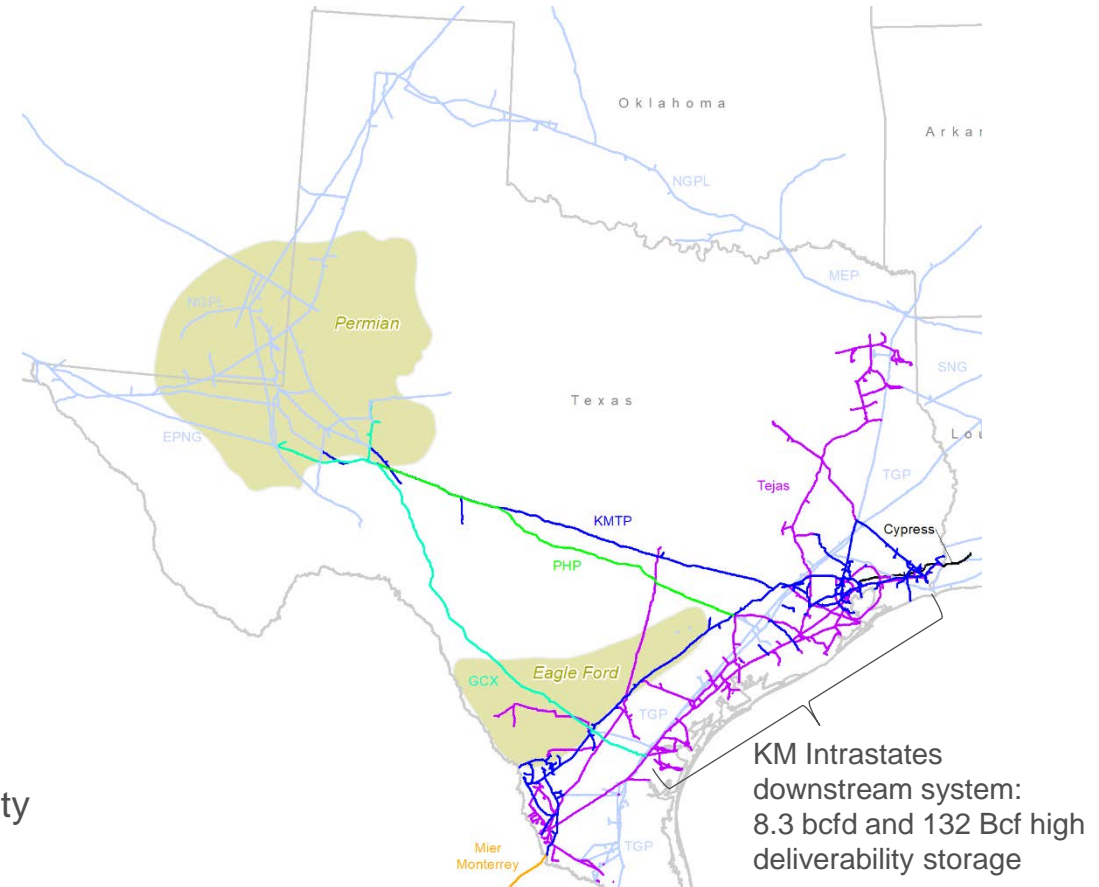 Oklahoma
Arkan
NGPL
MEP
NGPL
Permian
SNG
Texas
EPNG
Lou
TGP
Tejas
Cypress
KMTP
PHP
Eagle Ford
GCX
TGP
KM Intrastates
downstream system:
8.3 bcfd and 132 Bcf high
deliverability storage
ty
Mier
Monterrey
TGP